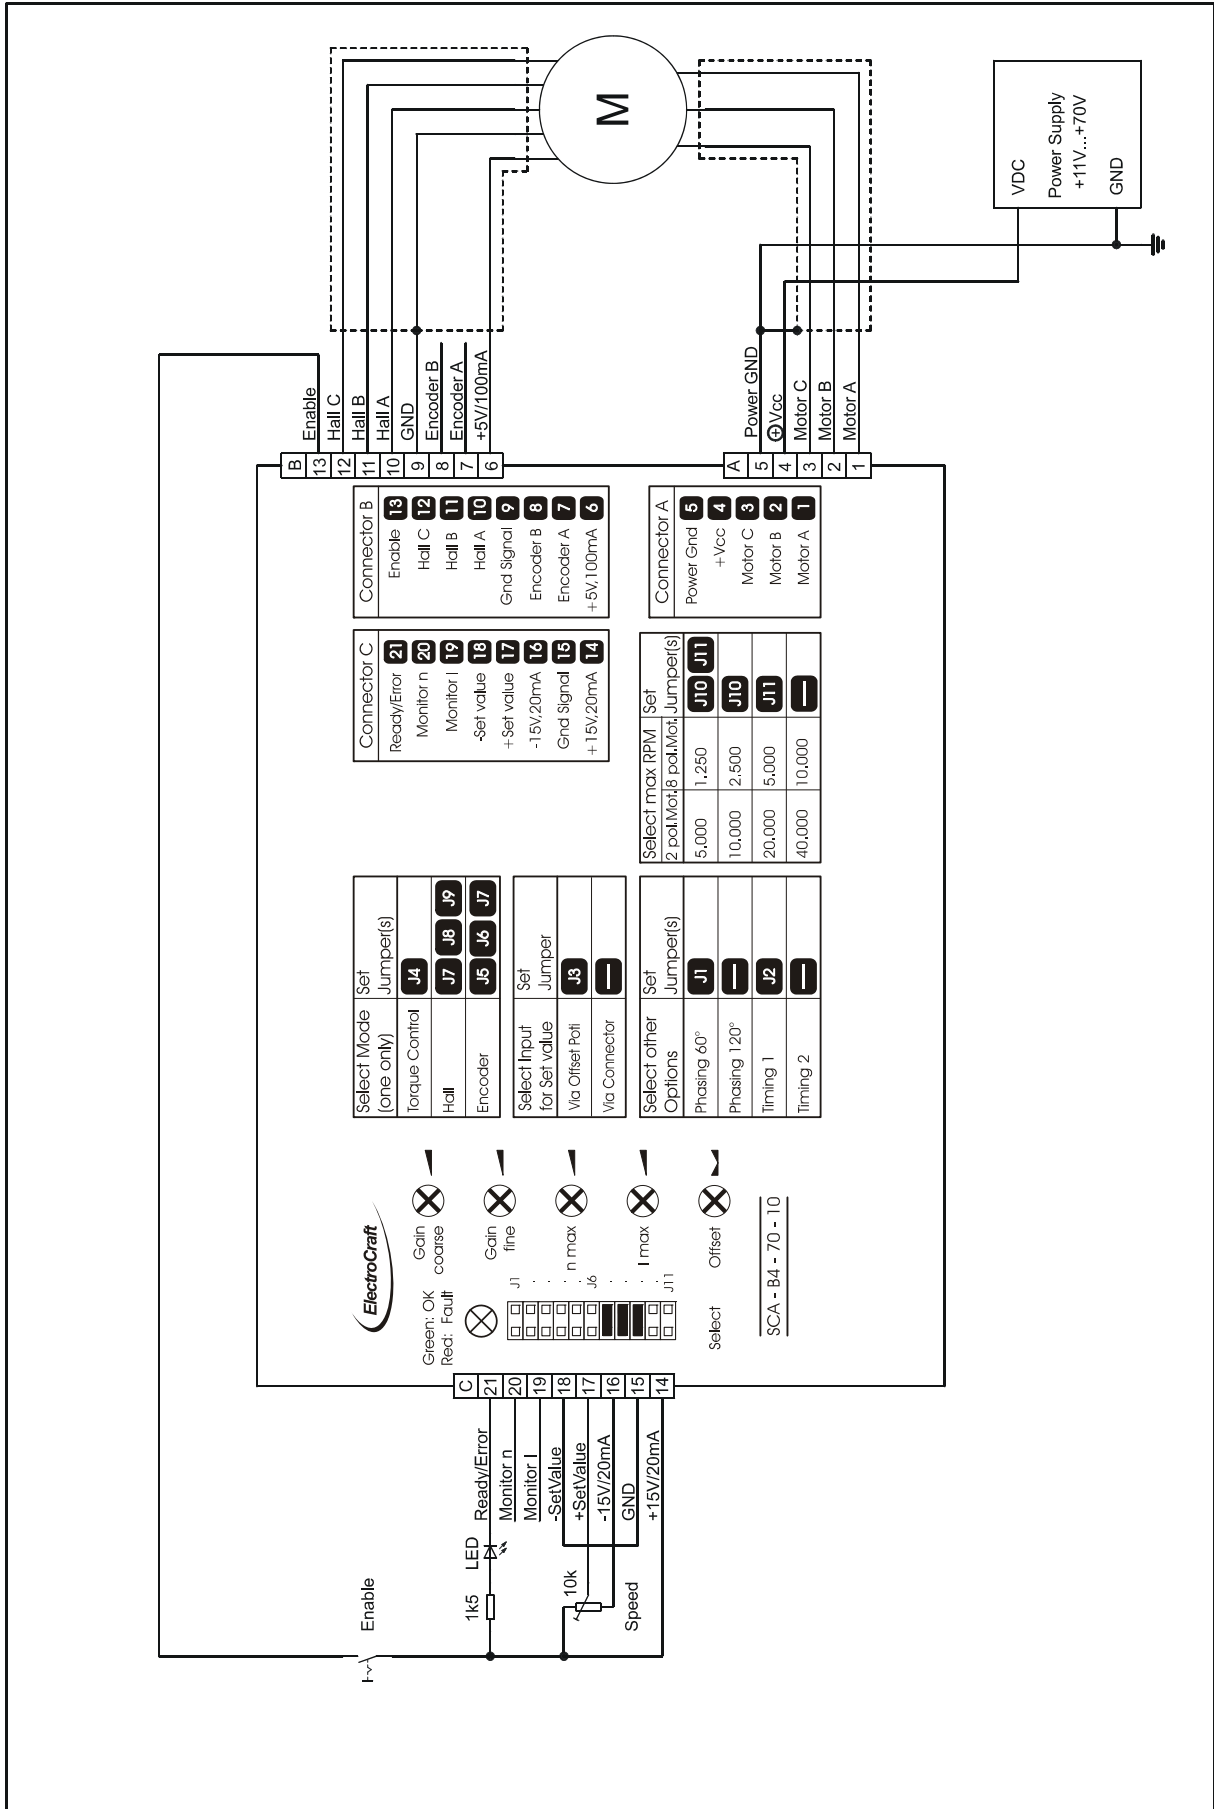 Enable
1k5
LED
10k
Speed
Ready/Error
Monitor n
Monitor I
-SetValue
+SetValue
-15V/20mA
GND
+15V/20mA
C
21
20
19
18
17
16
15
14
ElectroCraft
Green: OK
Red: Fault
J1
J6
J11
Select
Gain
coarse
Gain
fine
n max
I max
Offset
SCA - B4 - 70 - 10
Select Mode
(one only)
Set
Jumper(s)
Torque Control J4
Hall J7 J8 J9
Encoder J5 J6 J7
Select Input
for Set value
Set
Jumper
Via Offset Poti J3
Via Connector —
Select other
Options
Set
Jumper(s)
Phasing 60° J1
Phasing 120° —
Timing 1 J2
Timing 2 —
Connector C
Ready/Error 21
Monitor n 20
Monitor I 19
-Set value 18
+Set value 17
-15V,20mA 16
Gnd Signal 15
+15V,20mA 14
Select max RPM
Set
2 pol.Mot. 8 pol.Mot. Jumper(s)
5.000 1.250 J10 J11
10.000 2.500 J10
20.000 5.000 J11
40.000 10.000 —
Connector B
Enable 13
Hall C 12
Hall B 11
Hall A 10
Gnd Signal 9
Encoder B 8
Encoder A 7
+5V,100mA 6
Connector A
Power Gnd 5
+Vcc 4
Motor C 3
Motor B 2
Motor A 1
B
13
12
11
10
9
8
7
6
Enable
Hall C
Hall B
Hall A
GND
Encoder B
Encoder A
+5V/100mA
A
5
4
3
2
1
Power GND
+Vcc
Motor C
Motor B
Motor A
M
VDC
Power Supply
+11V...+70V
GND